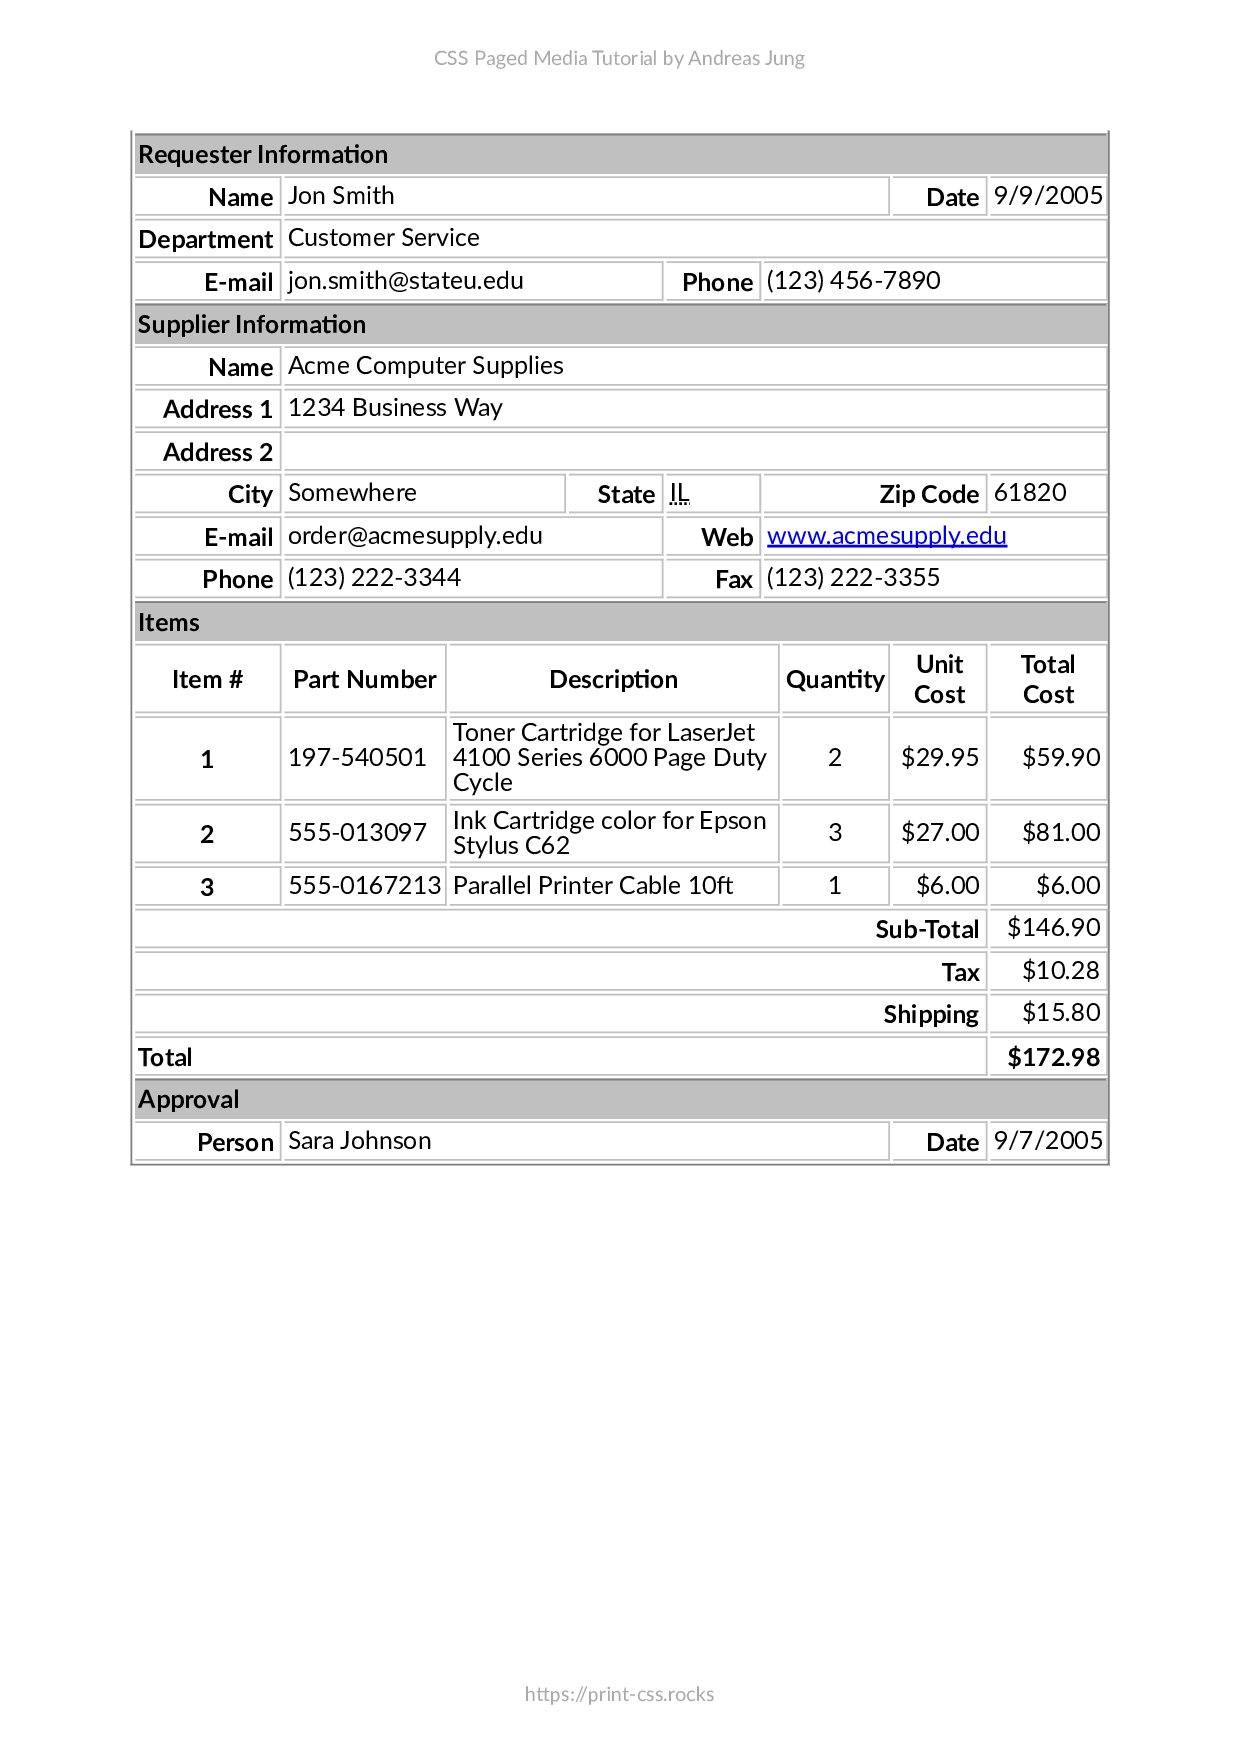 CSS Paged Media Tutorial by Andreas Jung
Requester Information
Name Jon Smith Date 9/9/2005
Department Customer Service
E-mail jon.smith@stateu.edu Phone (123) 456-7890
Supplier Information
Name Acme Computer Supplies
Address 1 1234 Business Way
Address 2
City Somewhere State IL Zip Code 61820
E-mail order@acmesupply.edu Web www.acmesupply.edu
Phone (123) 222-3344 Fax (123) 222-3355
Items
Item # Part Number Description Quantity Unit Cost Total Cost
1 197-540501 Toner Cartridge for LaserJet 4100 Series 6000 Page Duty Cycle 2 $29.95 $59.90
2 555-013097 Ink Cartridge color for Epson Stylus C62 3 $27.00 $81.00
3 555-0167213 Parallel Printer Cable 10ft 1 $6.00 $6.00
Sub-Total $146.90
Tax $10.28
Shipping $15.80
Total $172.98
Approval
Person Sara Johnson Date 9/7/2005
https://print-css.rocks